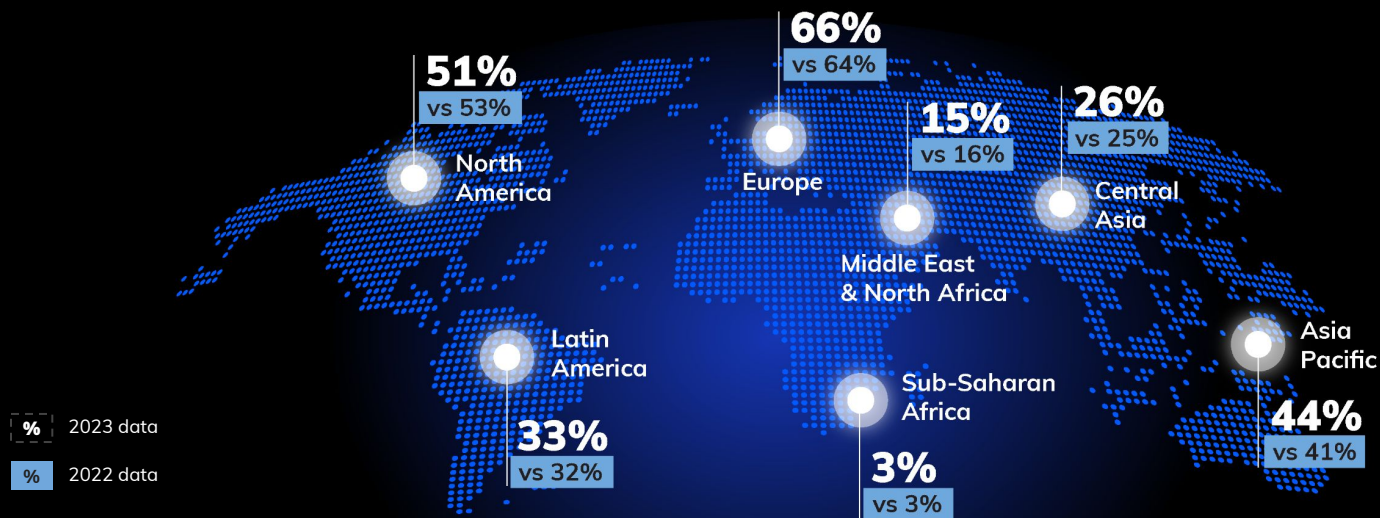 66%
vs 64%
Europe
51%
vs 53%
North
America
15%
vs 16%
Middle East
& North Africa
26%
vs 25%
Central
Asia
Latin
America
33%
vs 32%
Sub-Saharan
Africa
3%
vs 3%
Asia
Pacific
44%
vs 41%
% 2023 data
% 2022 data